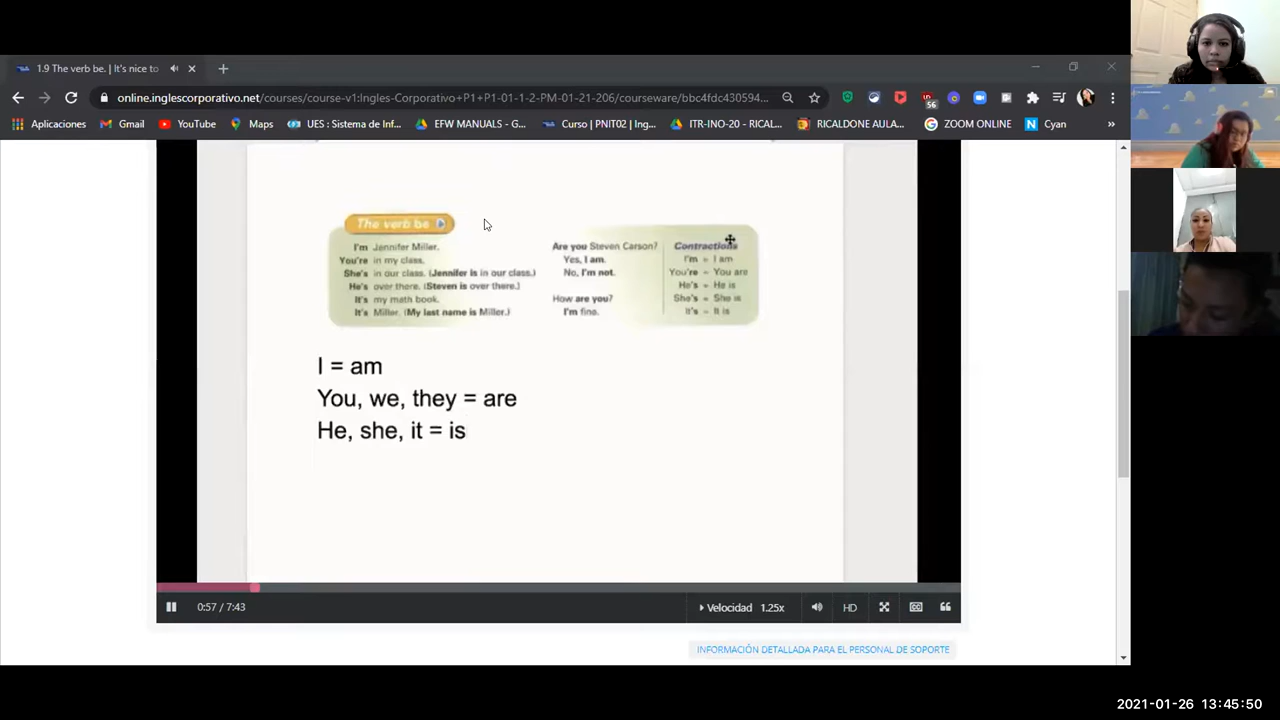 1.9 The verb be. | It's nice to
online.inglescorporativo.net/courses/course-v1:Ingles-Corporativo+P1+P1-01-1-2-PM-01-21-206/courseware/bbc4fdc430594...
Aplicaciones Gmail YouTube Maps UES : Sistema de Inf... EFW MANUALS - G... Curso | PNIT02 | Ing... ITR-INO-20 - RICAL... RICALDONE AULA... ZOOM ONLINE Cyan »
56
The verb be
I'm Jennifer Miller.
You're in my class.
She's in our class. (Jennifer is in our class.)
He's over there. (Steven is over there.)
It's my math book.
It's Miller. (My last name is Miller.)
Are you Steven Carson?
Yes, I am.
No, I'm not.
How are you?
I'm fine.
Contractions
I'm = I am
You're = You are
He's = He is
She's = She is
It's = It is
I = am
You, we, they = are
He, she, it = is
0:57 / 7:43 Velocidad 1.25x HD
INFORMACIÓN DETALLADA PARA EL PERSONAL DE SOPORTE
2021-01-26 13:45:50